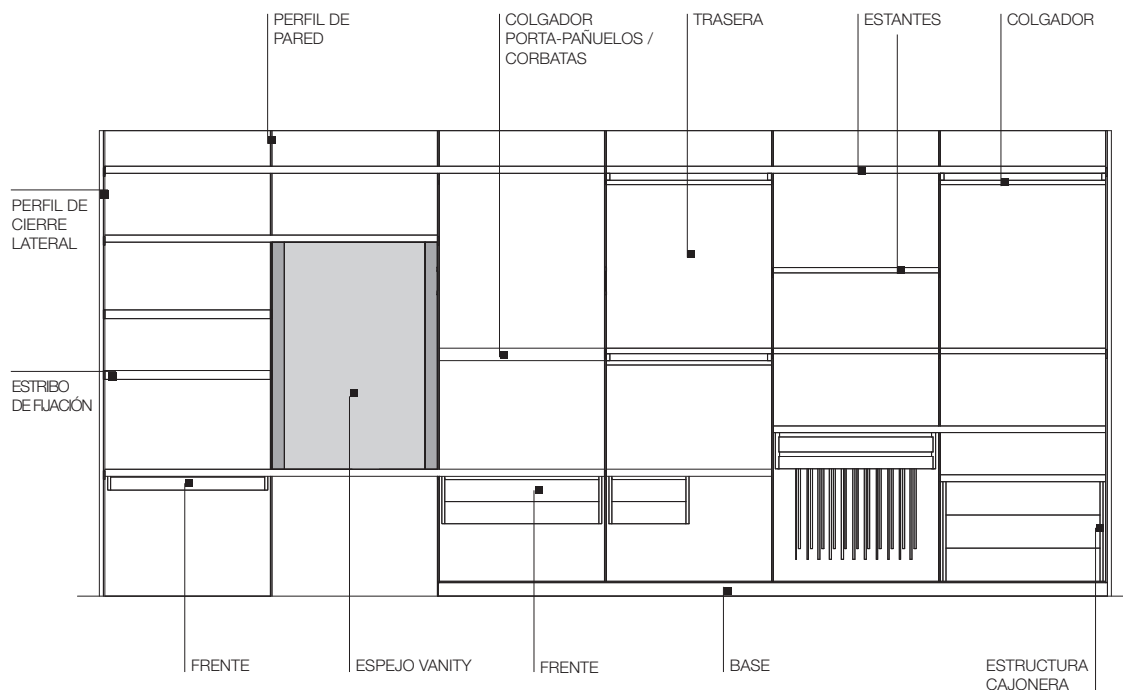 PERFIL DE
PARED
COLGADOR
PORTA-PAÑUELOS /
CORBATAS
TRASERA
ESTANTES
COLGADOR
PERFIL DE
CIERRE
LATERAL
ESTRIBO
DE FIJACIÓN
FRENTE
ESPEJO VANITY
FRENTE
BASE
ESTRUCTURA
CAJONERA